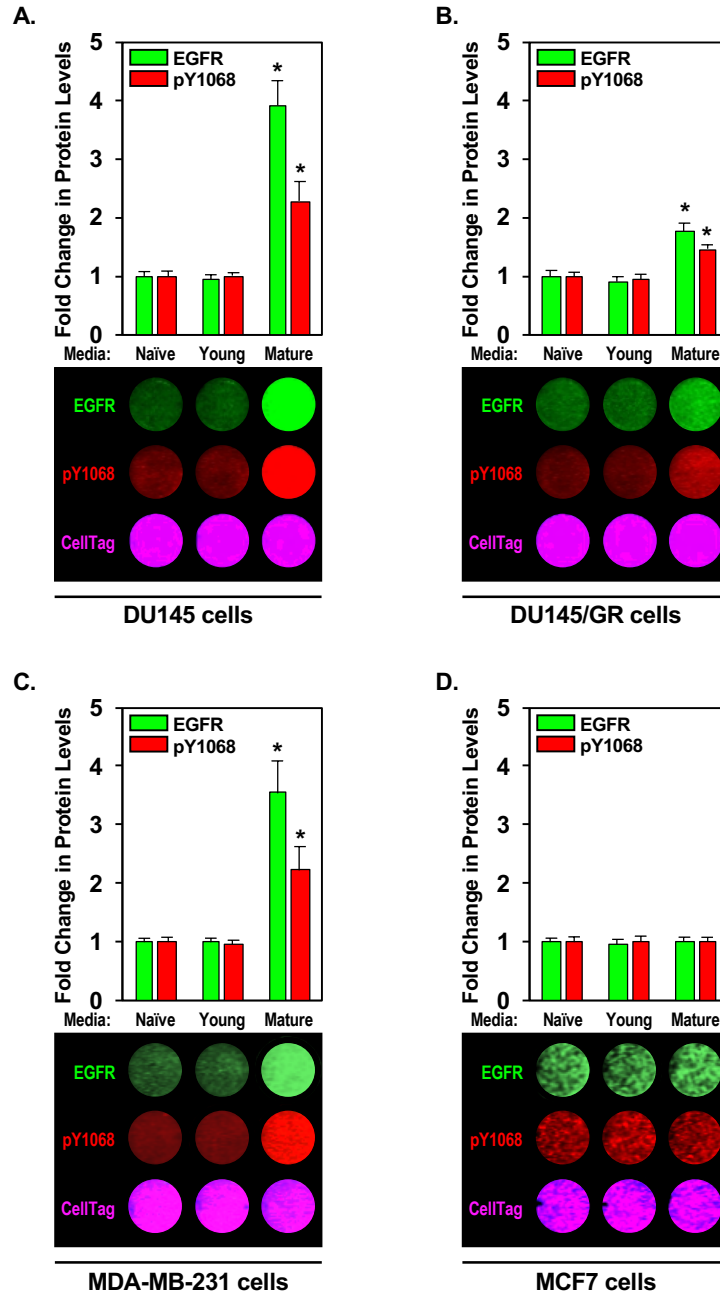 A.
Fold Change in Protein Levels
5
4
3
2
1
0
EGFR
pY1068
*
*
Media: Naïve Young Mature
EGFR
pY1068
CellTag
DU145 cells
B.
Fold Change in Protein Levels
5
4
3
2
1
0
EGFR
pY1068
*
*
Media: Naïve Young Mature
EGFR
pY1068
CellTag
DU145/GR cells
C.
Fold Change in Protein Levels
5
4
3
2
1
0
EGFR
pY1068
*
*
Media: Naïve Young Mature
EGFR
pY1068
CellTag
MDA-MB-231 cells
D.
Fold Change in Protein Levels
5
4
3
2
1
0
EGFR
pY1068
Media: Naïve Young Mature
EGFR
pY1068
CellTag
MCF7 cells